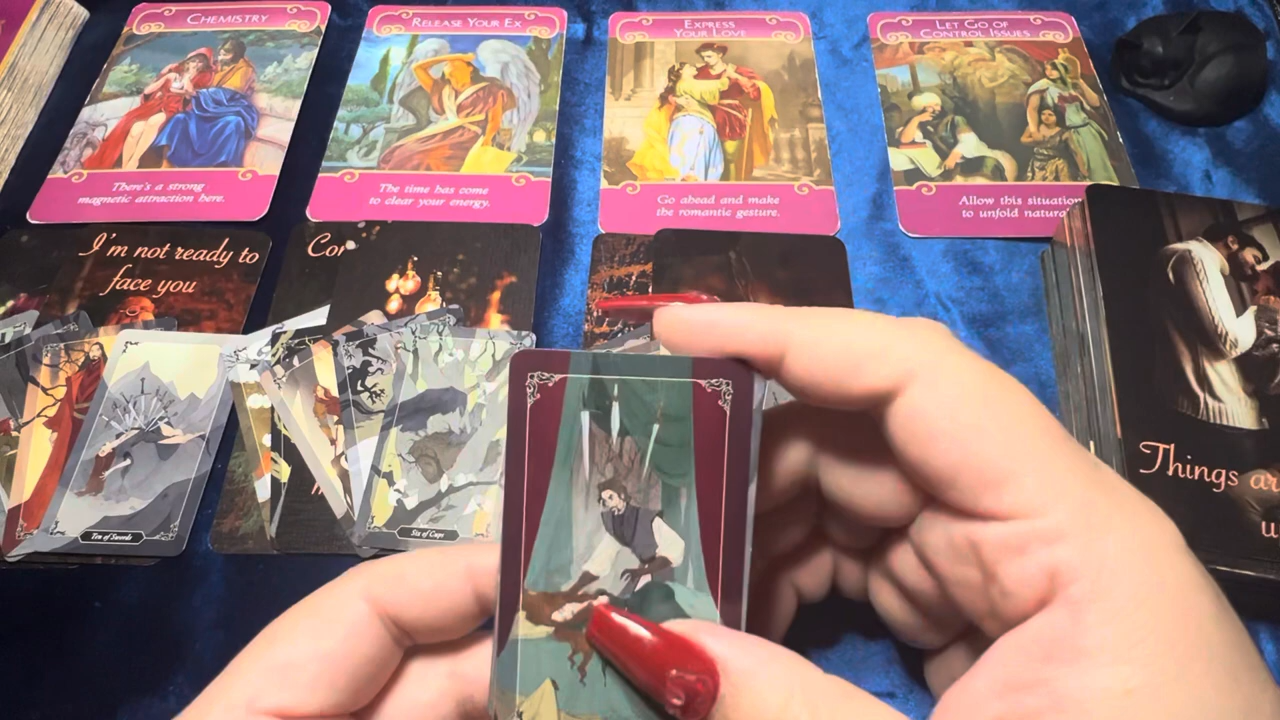 CHEMISTRY
There's a strong
magnetic attraction here.
RELEASE YOUR EX
The time has come
to clear your energy.
EXPRESS
YOUR LOVE
Go ahead and make
the romantic gesture.
LET GO OF
CONTROL ISSUES
Allow this situation
to unfold
I'm not ready to
face you
Ten of Swords
Six of Cups
Things